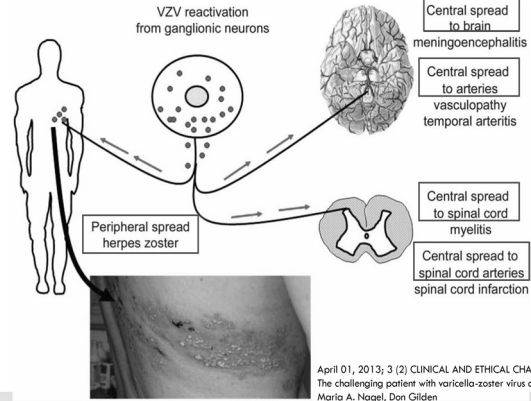 VZV reactivation
from ganglionic neurons
Central spread
to brain
meningoencephalitis
Central spread
to arteries
vasculopathy
temporal arteritis
Peripheral spread
herpes zoster
Central spread
to spinal cord
myelitis
Central spread to
spinal cord arteries
spinal cord infarction
April 01, 2013; 3 (2) CLINICAL AND ETHICAL CHA
The challenging patient with varicella-zoster virus
Maria A. Nagel, Don Gilden